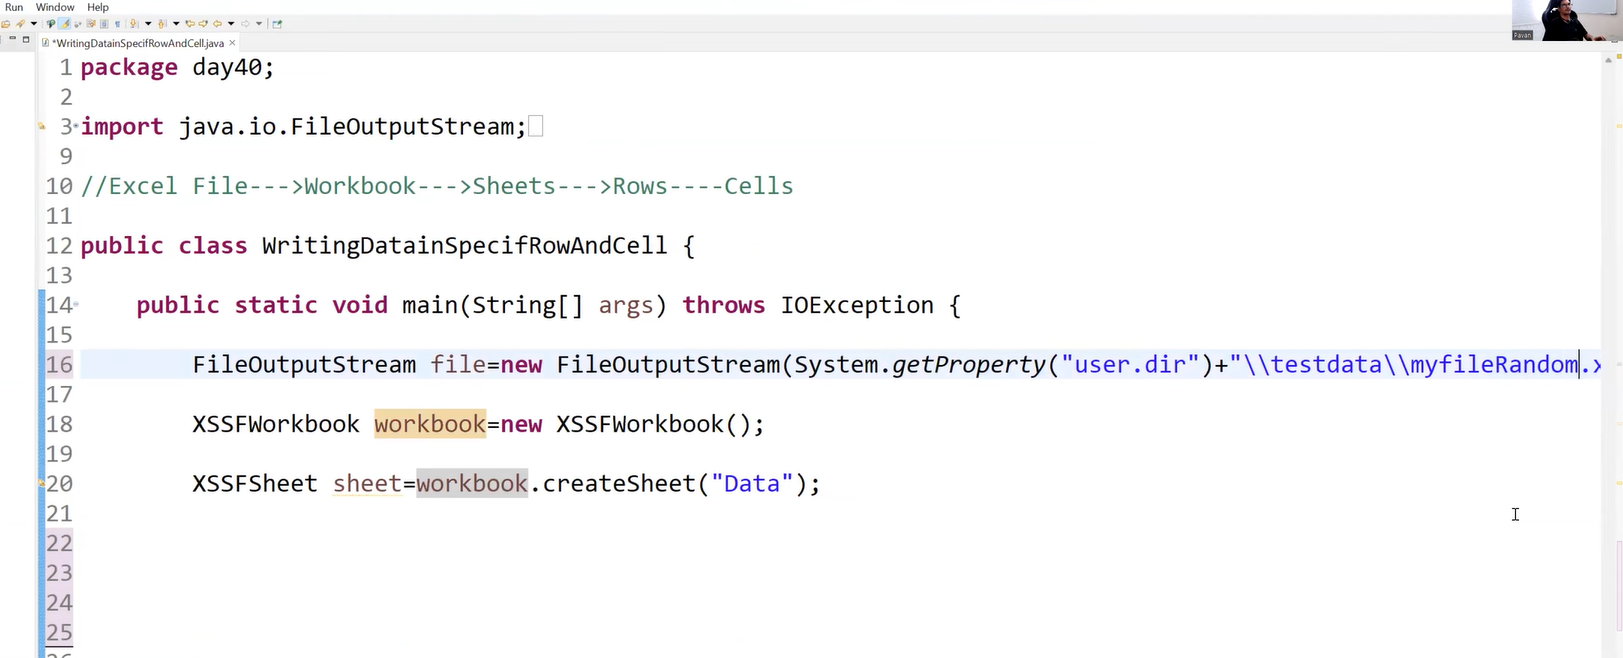 Run Window Help
*WritingDatainSpecifRowAndCell.java
Pavan
1 package day40;
2
3 import java.io.FileOutputStream;
9
10 //Excel File--->Workbook--->Sheets--->Rows----Cells
11
12 public class WritingDatainSpecifRowAndCell {
13
14 public static void main(String[] args) throws IOException {
15
16 FileOutputStream file=new FileOutputStream(System.getProperty("user.dir")+"\\testdata\\myfileRandom.x
17
18 XSSFWorkbook workbook=new XSSFWorkbook();
19
20 XSSFSheet sheet=workbook.createSheet("Data");
21
22
23
24
25
26